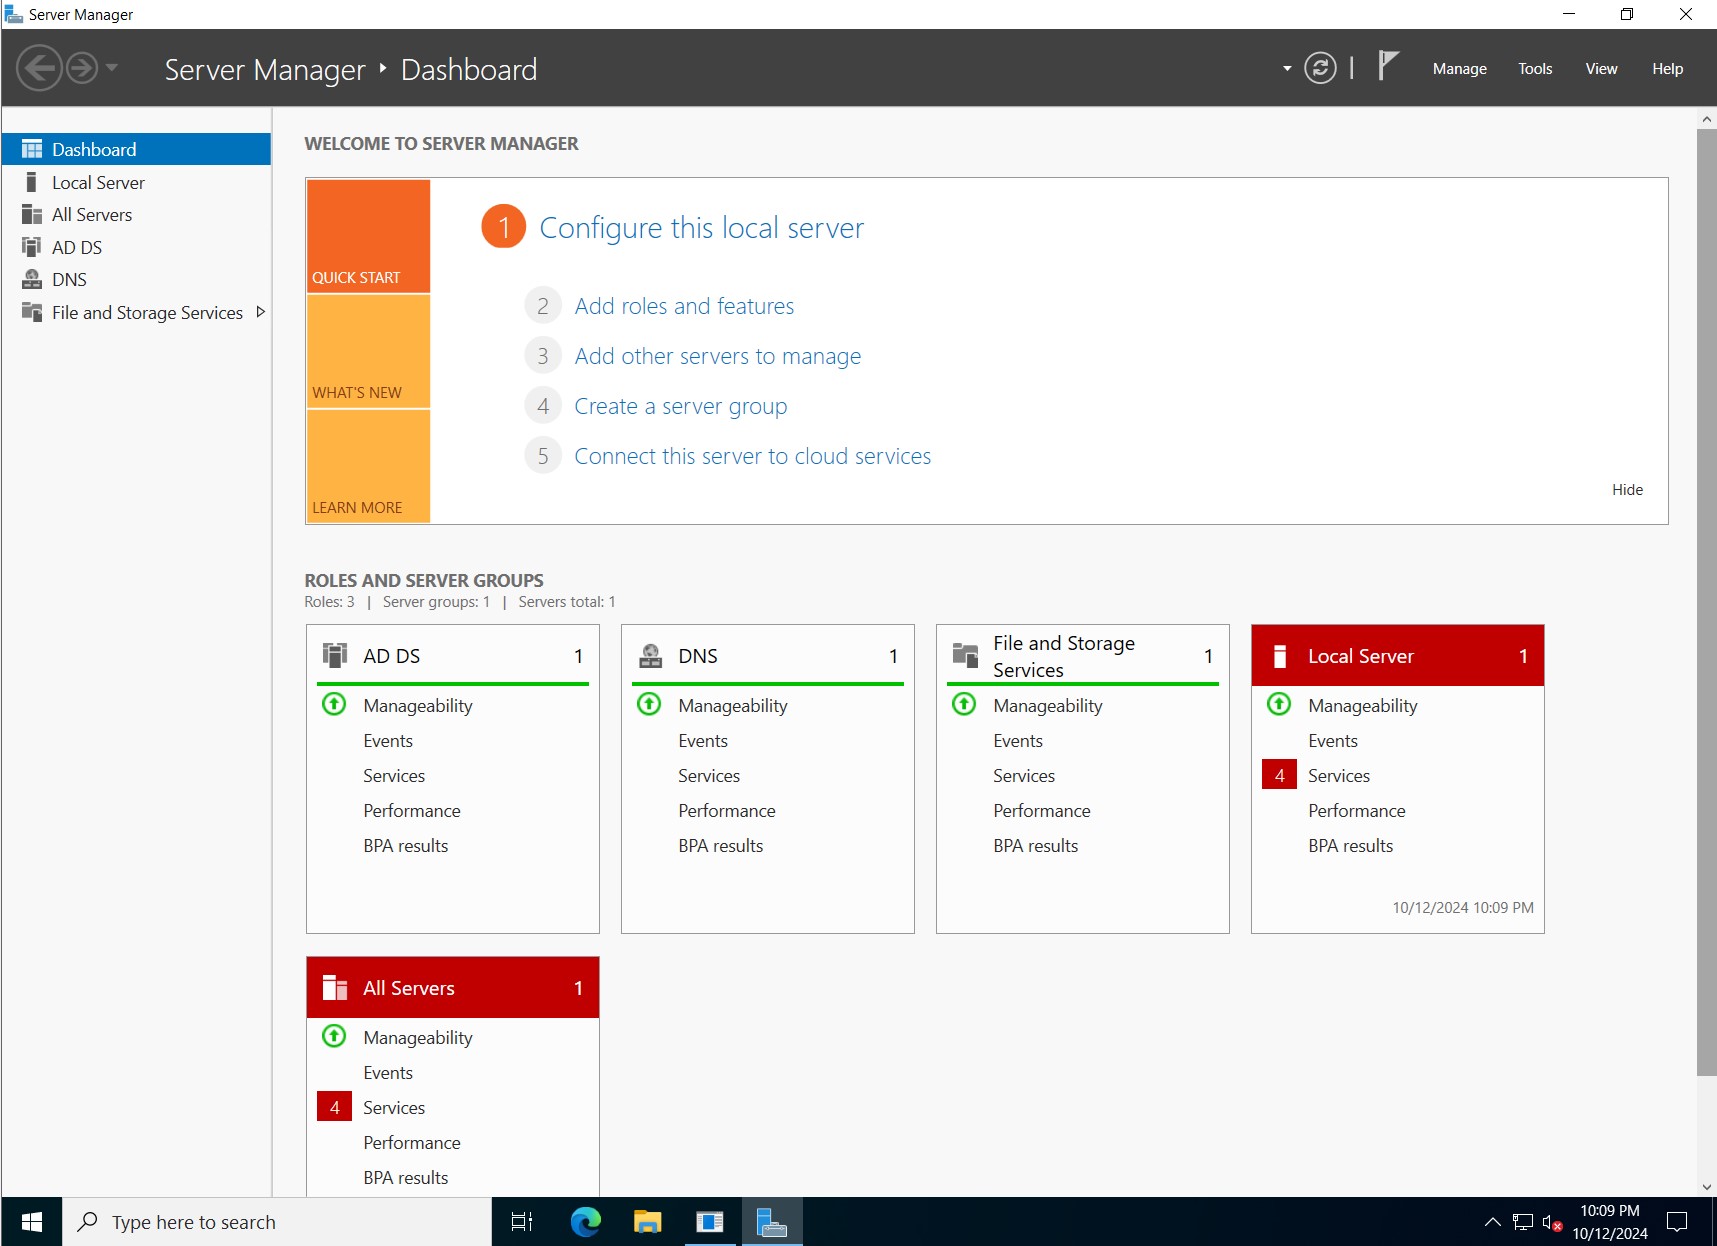 Server Manager
Server Manager ‣ Dashboard
Manage Tools View Help
Dashboard
Local Server
All Servers
AD DS
DNS
File and Storage Services
WELCOME TO SERVER MANAGER
QUICK START
WHAT'S NEW
LEARN MORE
1 Configure this local server
2 Add roles and features
3 Add other servers to manage
4 Create a server group
5 Connect this server to cloud services
Hide
ROLES AND SERVER GROUPS
Roles: 3 | Server groups: 1 | Servers total: 1
AD DS 1
Manageability
Events
Services
Performance
BPA results
DNS 1
Manageability
Events
Services
Performance
BPA results
File and Storage
Services 1
Manageability
Events
Services
Performance
BPA results
Local Server 1
Manageability
Events
4 Services
Performance
BPA results
10/12/2024 10:09 PM
All Servers 1
Manageability
Events
4 Services
Performance
BPA results
Type here to search
10:09 PM
10/12/2024